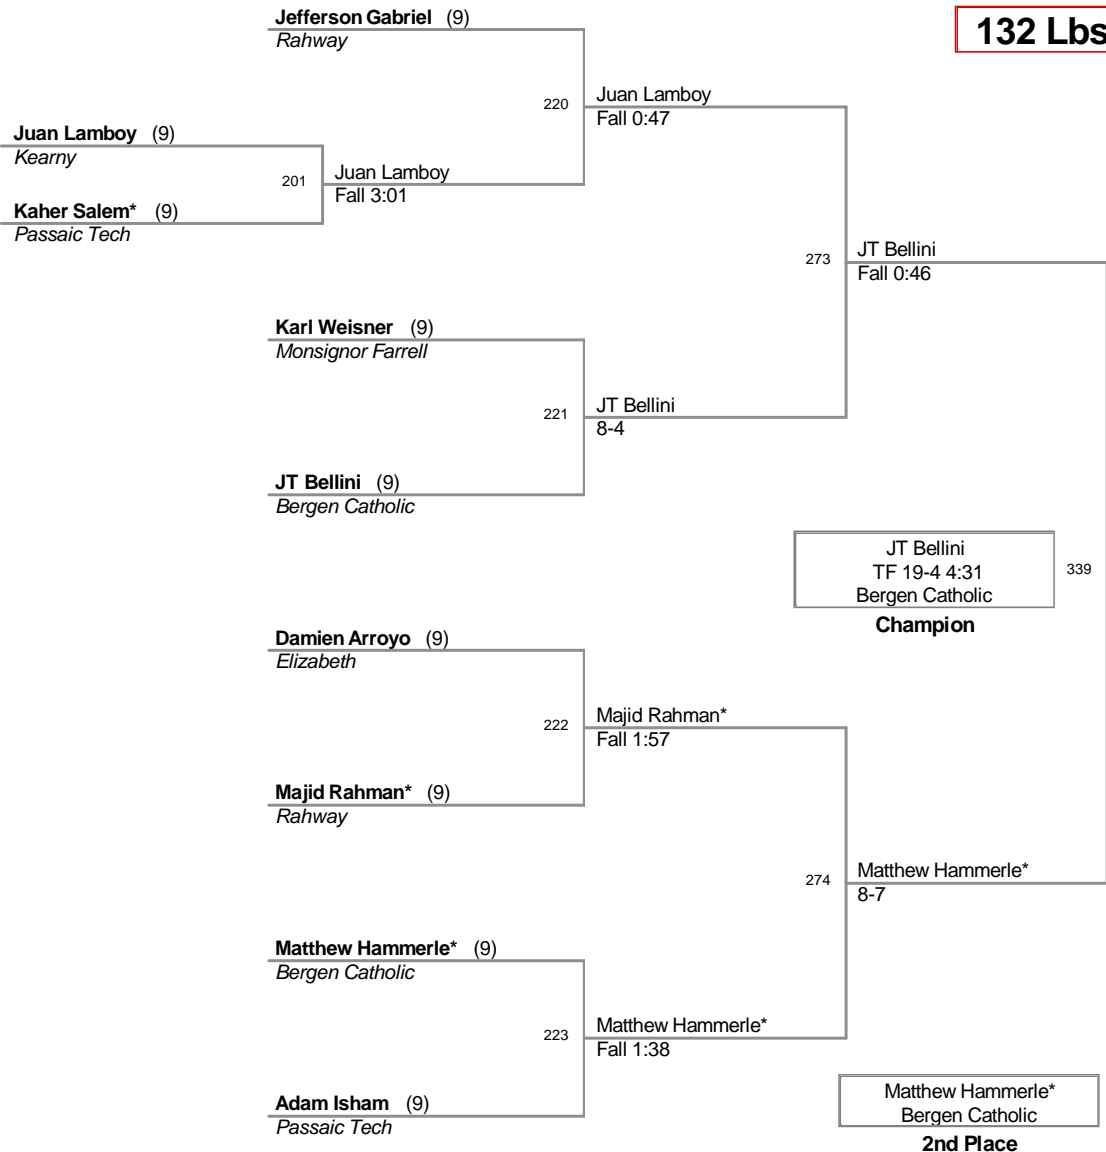 Jefferson Gabriel (9)
Rahway
132 Lbs
220
Juan Lamboy
Fall 0:47
Juan Lamboy (9)
Kearny
201
Juan Lamboy
Fall 3:01
Kaher Salem* (9)
Passaic Tech
273
JT Bellini
Fall 0:46
Karl Weisner (9)
Monsignor Farrell
221
JT Bellini
8-4
JT Bellini (9)
Bergen Catholic
JT Bellini
TF 19-4 4:31
Bergen Catholic
339
Champion
Damien Arroyo (9)
Elizabeth
222
Majid Rahman*
Fall 1:57
Majid Rahman* (9)
Rahway
274
Matthew Hammerle*
8-7
Matthew Hammerle* (9)
Bergen Catholic
223
Matthew Hammerle*
Fall 1:38
Adam Isham (9)
Passaic Tech
Matthew Hammerle*
Bergen Catholic
2nd Place